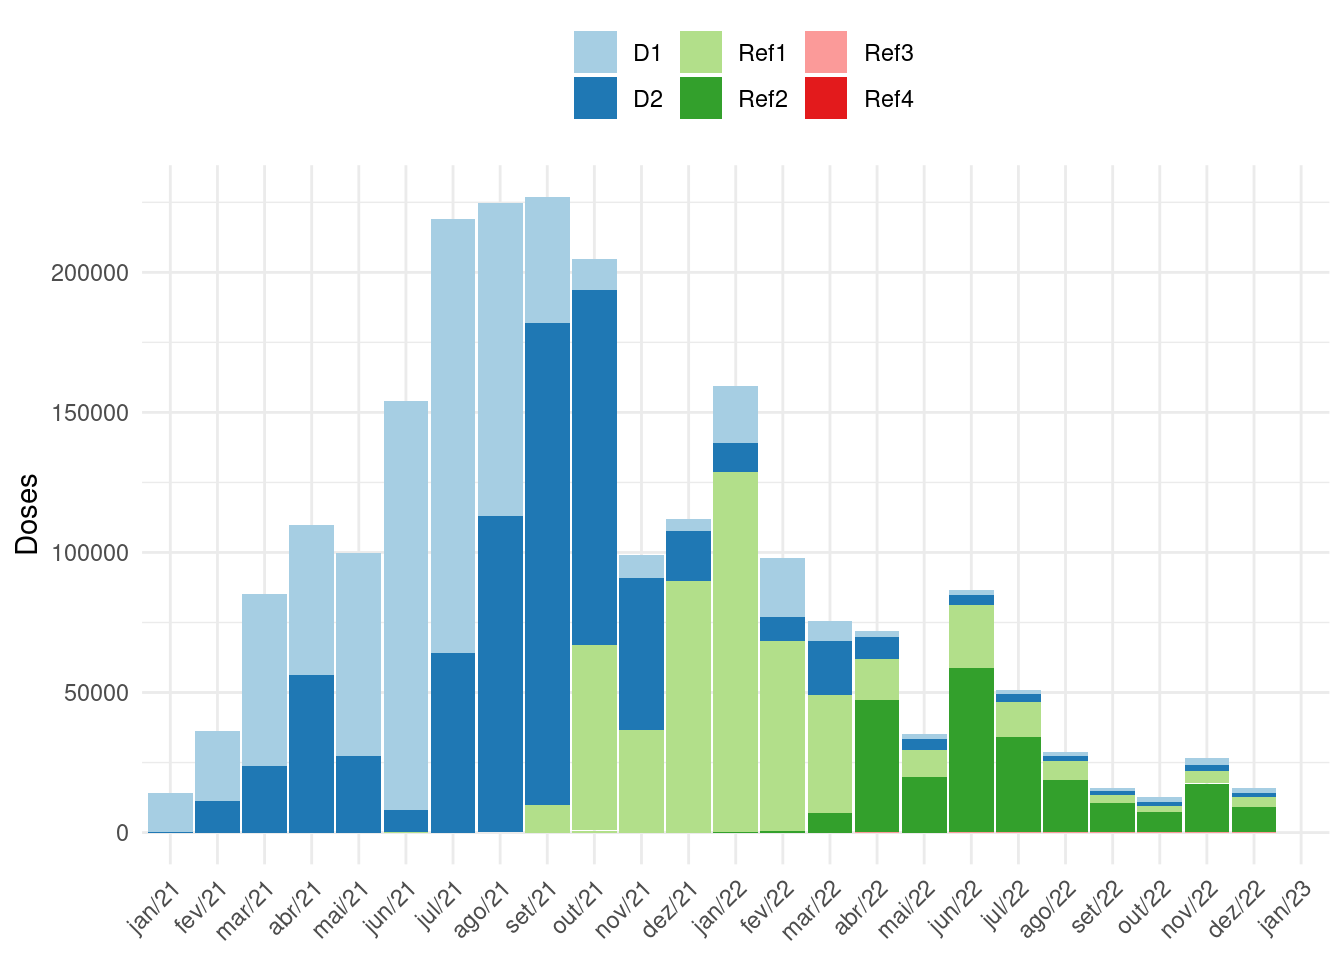 D1 Ref1 Ref3
D2 Ref2 Ref4
Doses
200000
150000
100000
50000
0
jan/21 fev/21 mar/21 abr/21 mai/21 jun/21 jul/21 ago/21 set/21 out/21 nov/21 dez/21 jan/22 fev/22 mar/22 abr/22 mai/22 jun/22 jul/22 ago/22 set/22 out/22 nov/22 dez/22 jan/23